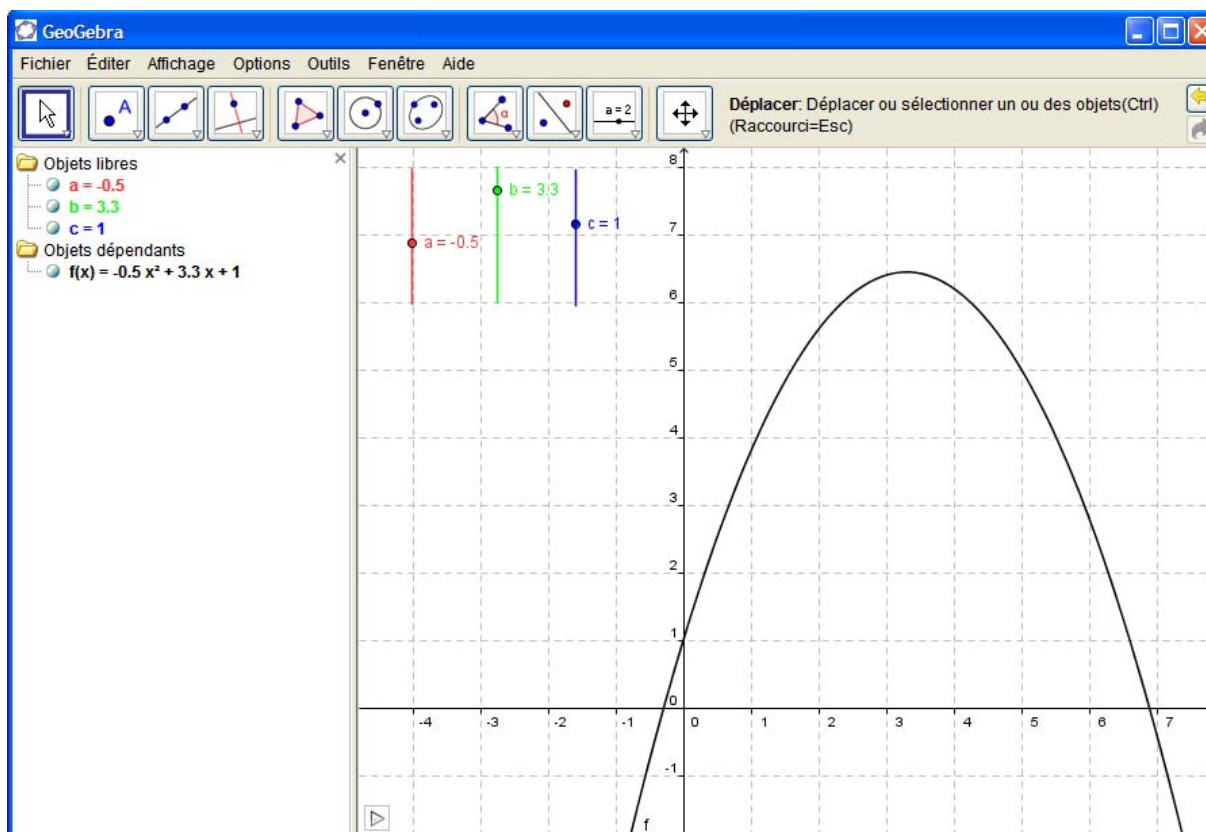 GeoGebra
Fichier Éditer Affichage Options Outils Fenêtre Aide
A
α
a = 2
Déplacer: Déplacer ou sélectionner un ou des objets(Ctrl)
(Raccourci=Esc)
Objets libres
a = -0.5
b = 3.3
c = 1
Objets dépendants
f(x) = -0.5 x² + 3.3 x + 1
8
b = 3.3
c = 1
7
a = -0.5
6
5
4
3
2
1
0
-4 -3 -2 -1 0 1 2 3 4 5 6 7
-1
f